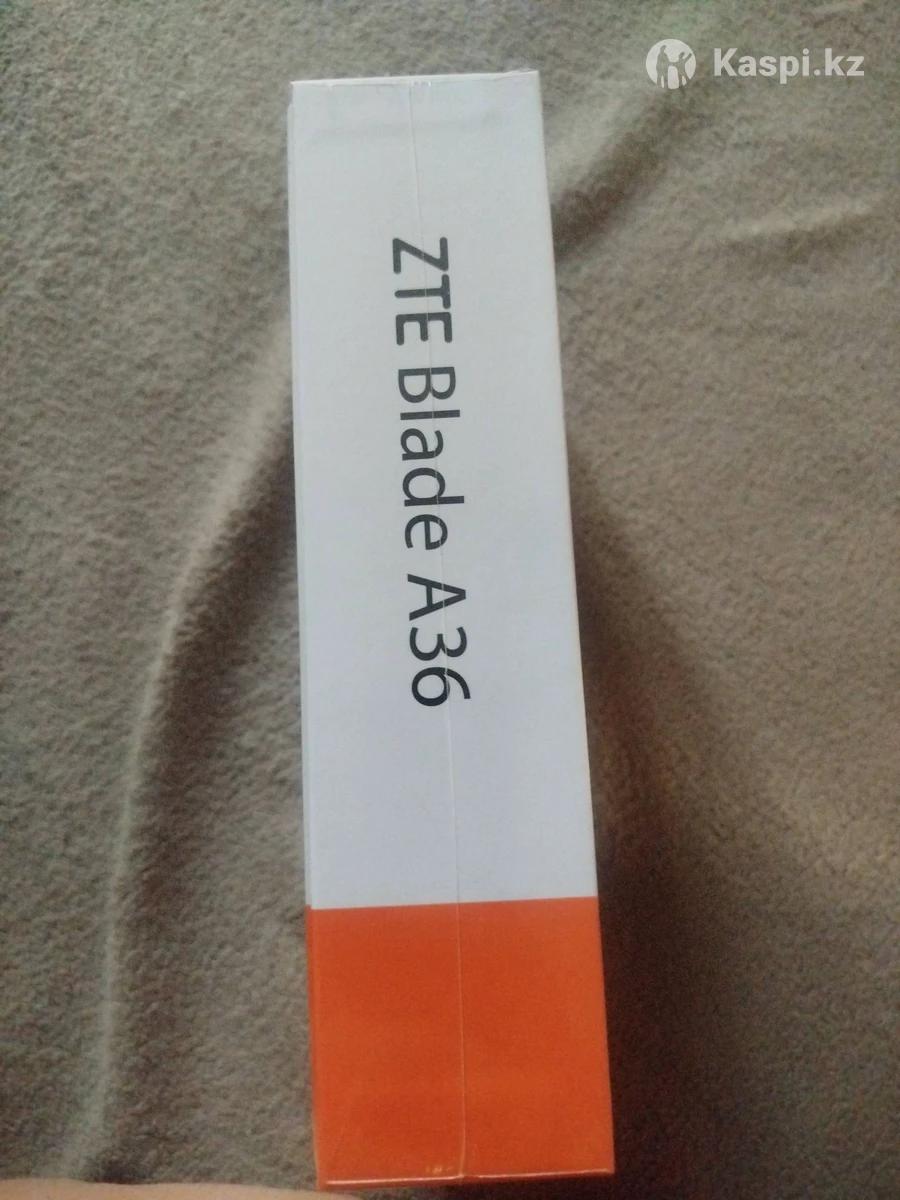 Kaspi.kz
ZTE Blade A36